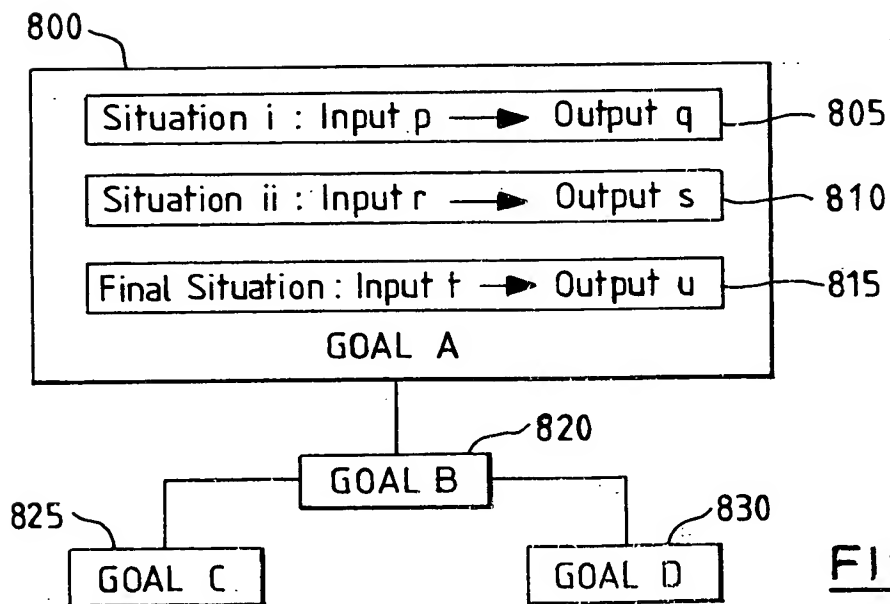 800
Situation i : Input p → Output q
805
Situation ii : Input r → Output s
810
Final Situation : Input t → Output u
815
GOAL A
820
GOAL B
825
830
GOAL C
GOAL D